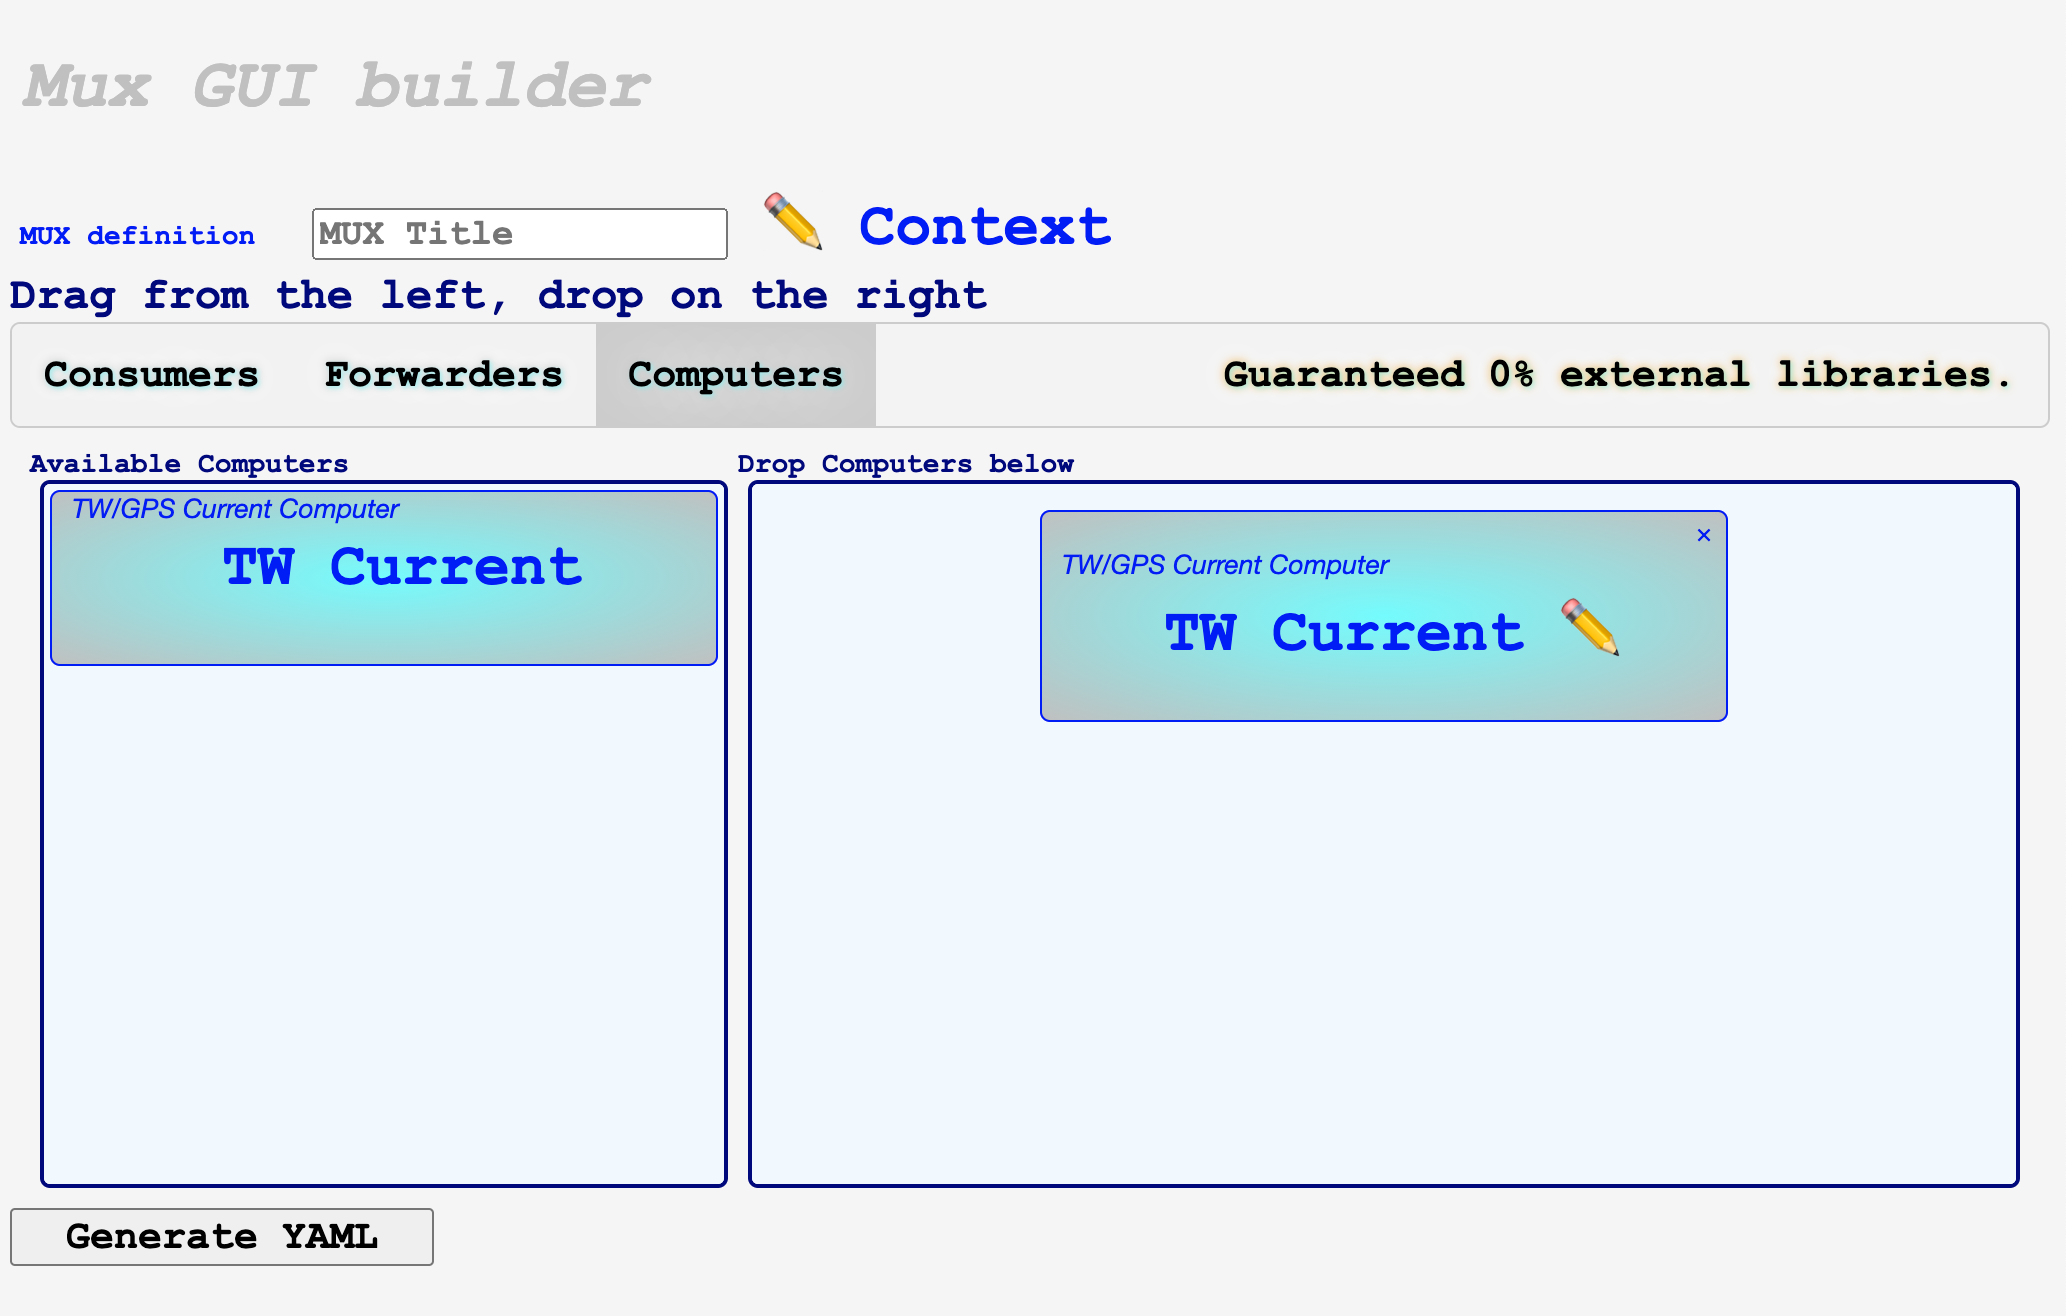 Mux GUI builder
MUX definition MUX Title ✏️ Context
Drag from the left, drop on the right
Consumers Forwarders Computers Guaranteed 0% external libraries.
Available Computers Drop Computers below
TW/GPS Current Computer
TW Current
×
TW/GPS Current Computer
TW Current ✏️
Generate YAML